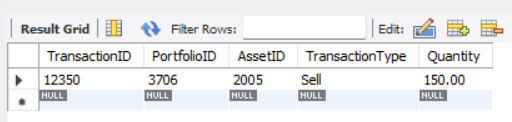 Result Grid Filter Rows: Edit:
TransactionID PortfolioID AssetID TransactionType Quantity
12350 3706 2005 Sell 150.00
NULL NULL NULL NULL NULL